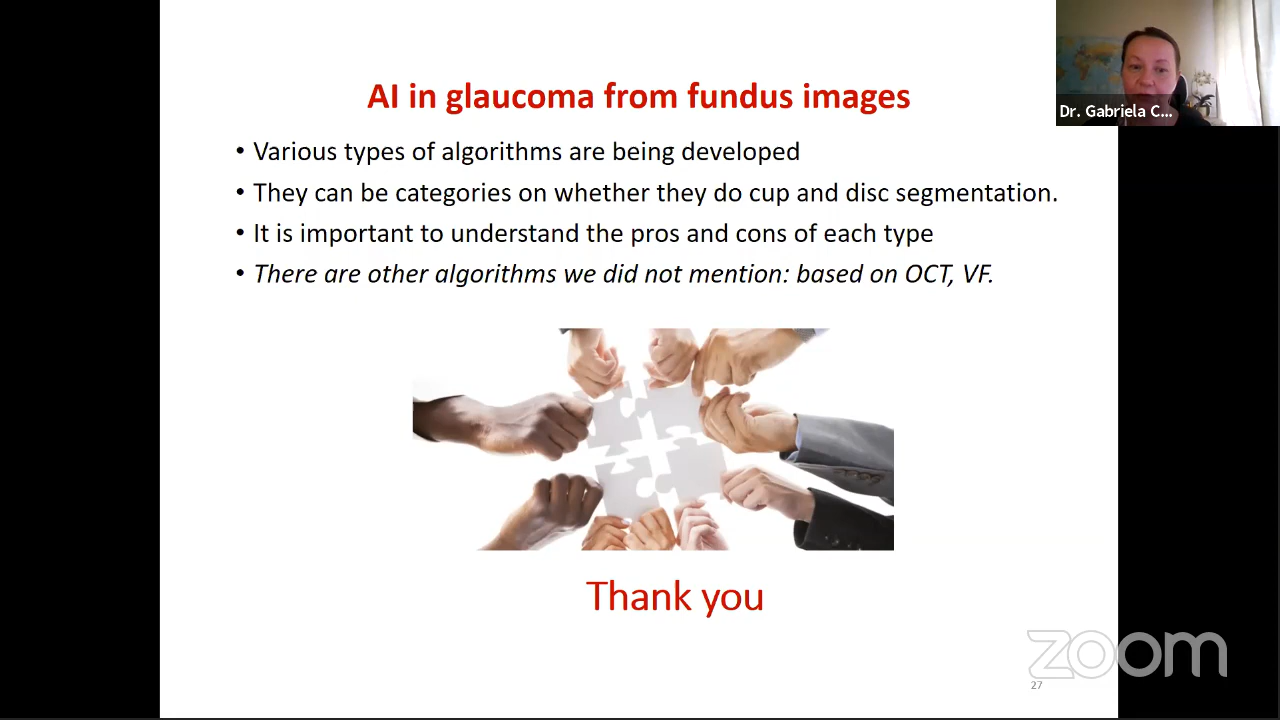 AI in glaucoma from fundus images
• Various types of algorithms are being developed
• They can be categories on whether they do cup and disc segmentation.
• It is important to understand the pros and cons of each type
• There are other algorithms we did not mention: based on OCT, VF.
Thank you
27
Dr. Gabriela C...
zoom